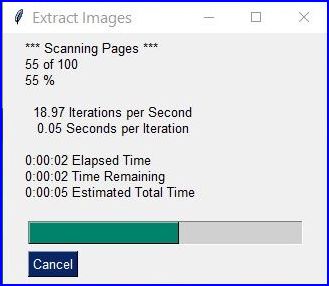 Extract Images
*** Scanning Pages ***
55 of 100
55 %
18.97 Iterations per Second
0.05 Seconds per Iteration
0:00:02 Elapsed Time
0:00:02 Time Remaining
0:00:05 Estimated Total Time
Cancel